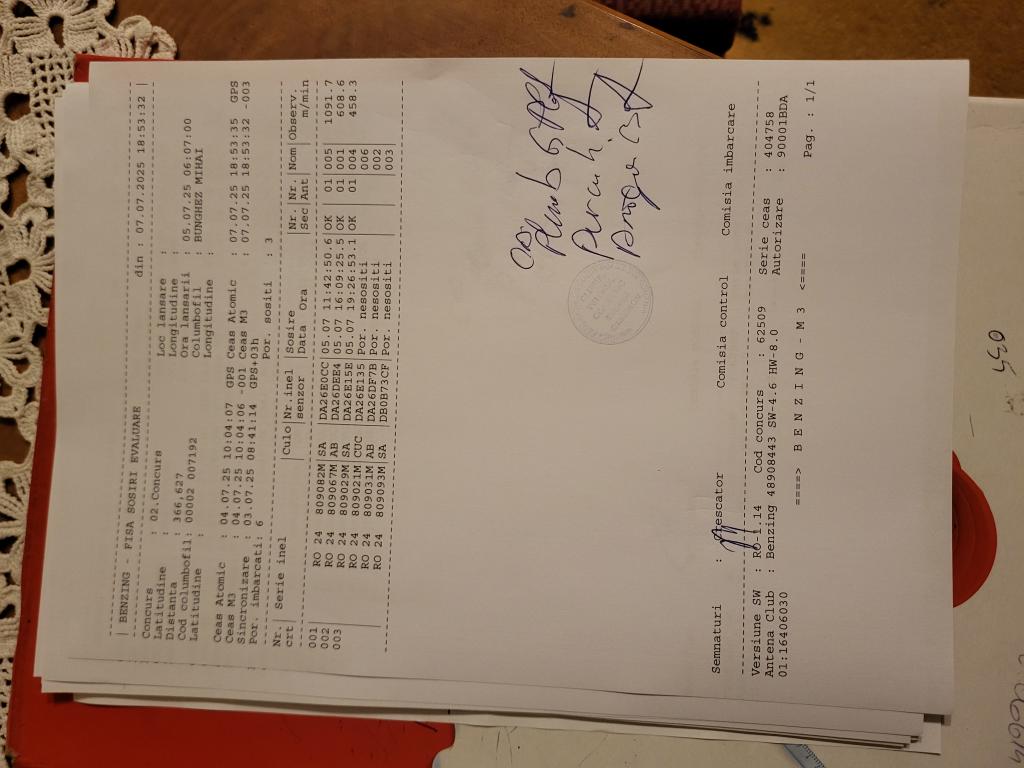 | BENZING - FISA SOSIRI EVALUARE din : 07.07.2025 18:53:32 |
Concurs : 02.Concurs Loc lansare :
Latitudine : Longitudine :
Distanta : 366,627 Ora lansarii : 05.07.25 06:07:00
Cod columbofil: 00002 007192 Columbofil : BUNGHEZ MIHAI
Latitudine : Longitudine :
Ceas Atomic : 04.07.25 10:04:07 GPS Ceas Atomic : 07.07.25 18:53:35 GPS
Ceas M3 : 04.07.25 10:04:06 -001 Ceas M3 : 07.07.25 18:53:32 -003
Sincronizare : 03.07.25 08:41:14 GPS+03h
Por. imbarcati: 6 Por. sositi : 3
Nr.| Serie inel |Culo|Nr.inel |Sosire |Nr.|Nr.|Nom|Observ.
crt | | |senzor |Data Ora |Sec|Ant| |m/min
001| RO 24 809082M|SA |DA26E0CC|05.07 11:42:50.6|OK |01|005| 1091.7
002| RO 24 809067M|AB |DA26DEE4|05.07 16:09:25.5|OK |01|001| 608.6
003| RO 24 809029M|SA |DA26E15E|05.07 19:26:53.1|OK |01|004| 458.3
| RO 24 809021M|CUC |DA26E135|Por. nesositi | | |006|
| RO 24 809031M|AB |DA26DF7B|Por. nesositi | | |002|
| RO 24 809093M|SA |DB0B73CF|Por. nesositi | | |003|
Semnaturi : Crescator Comisia control Comisia imbarcare
Versiune SW : RO-1.14 Cod concurs : 62509 Serie ceas : 404758
Antena Club : Benzing 48908443 SW-4.6 HW-8.0 Autorizare : 90001BDA
01:16406030
====> B E N Z I N G - M 3 <==== Pag. : 1/1
035